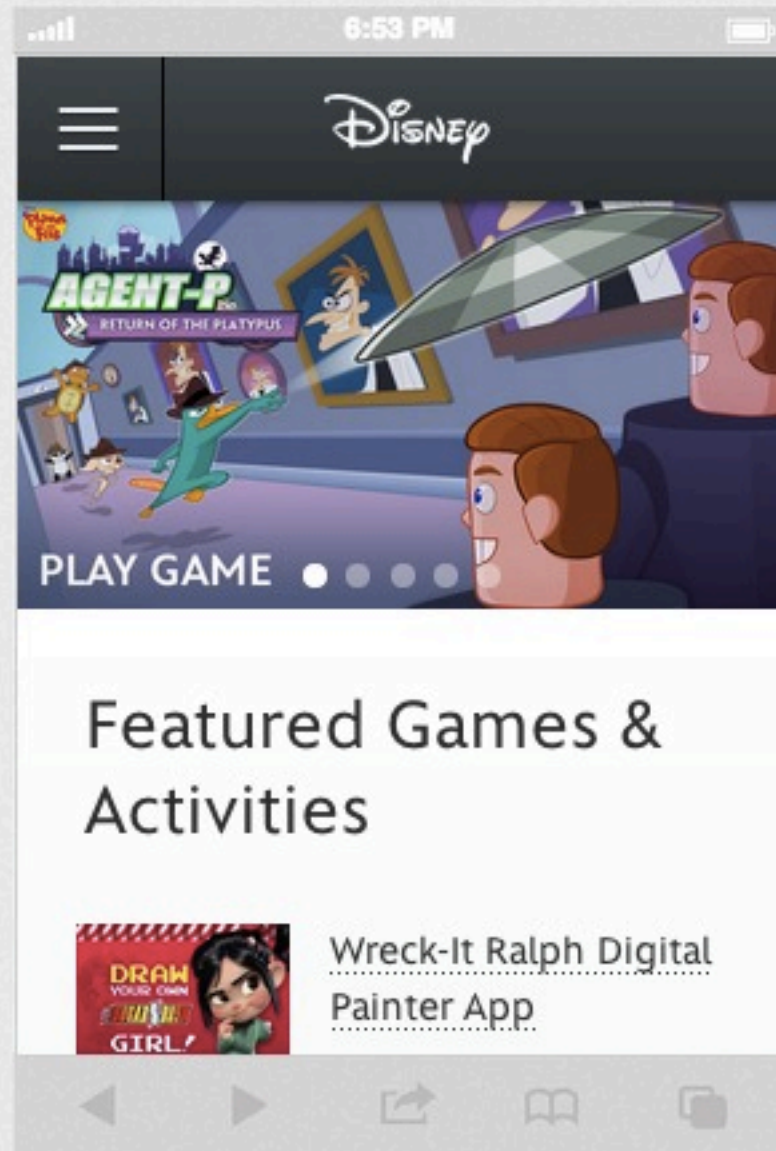 6:53 PM
Disney
Phineas and Ferb
AGENT-P
RETURN OF THE PLATYPUS
PLAY GAME
Featured Games &
Activities
DRAW
YOUR OWN
GIRL!
Wreck-It Ralph Digital
Painter App